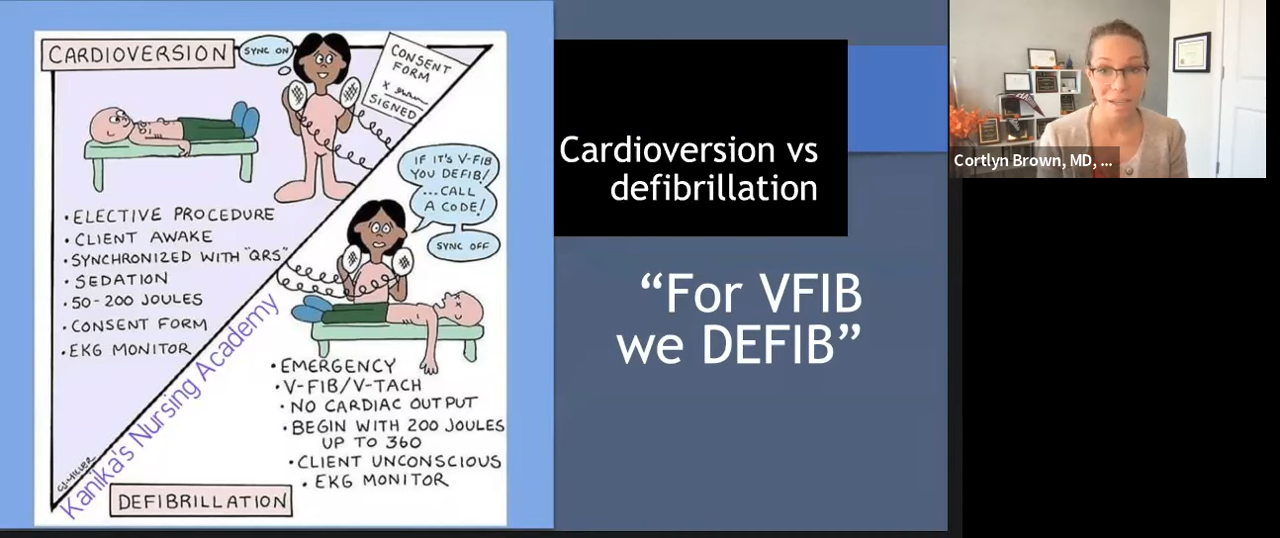 CARDIOVERSION
SYNC ON
CONSENT
FORM
x
SIGNED
• ELECTIVE PROCEDURE
• CLIENT AWAKE
• SYNCHRONIZED WITH "QRS"
• SEDATION
• 50-200 JOULES
• CONSENT FORM
• EKG MONITOR
IF IT'S V-FIB
YOU DEFIB!
...CALL
A CODE!
SYNC OFF
• EMERGENCY
• V-FIB/V-TACH
• NO CARDIAC OUTPUT
• BEGIN WITH 200 JOULES
UP TO 360
• CLIENT UNCONSCIOUS
• EKG MONITOR
DEFIBRILLATION
Kanika's Nursing Academy
Cardioversion vs
defibrillation
“For VFIB
we DEFIB”
Cortlyn Brown, MD, ...